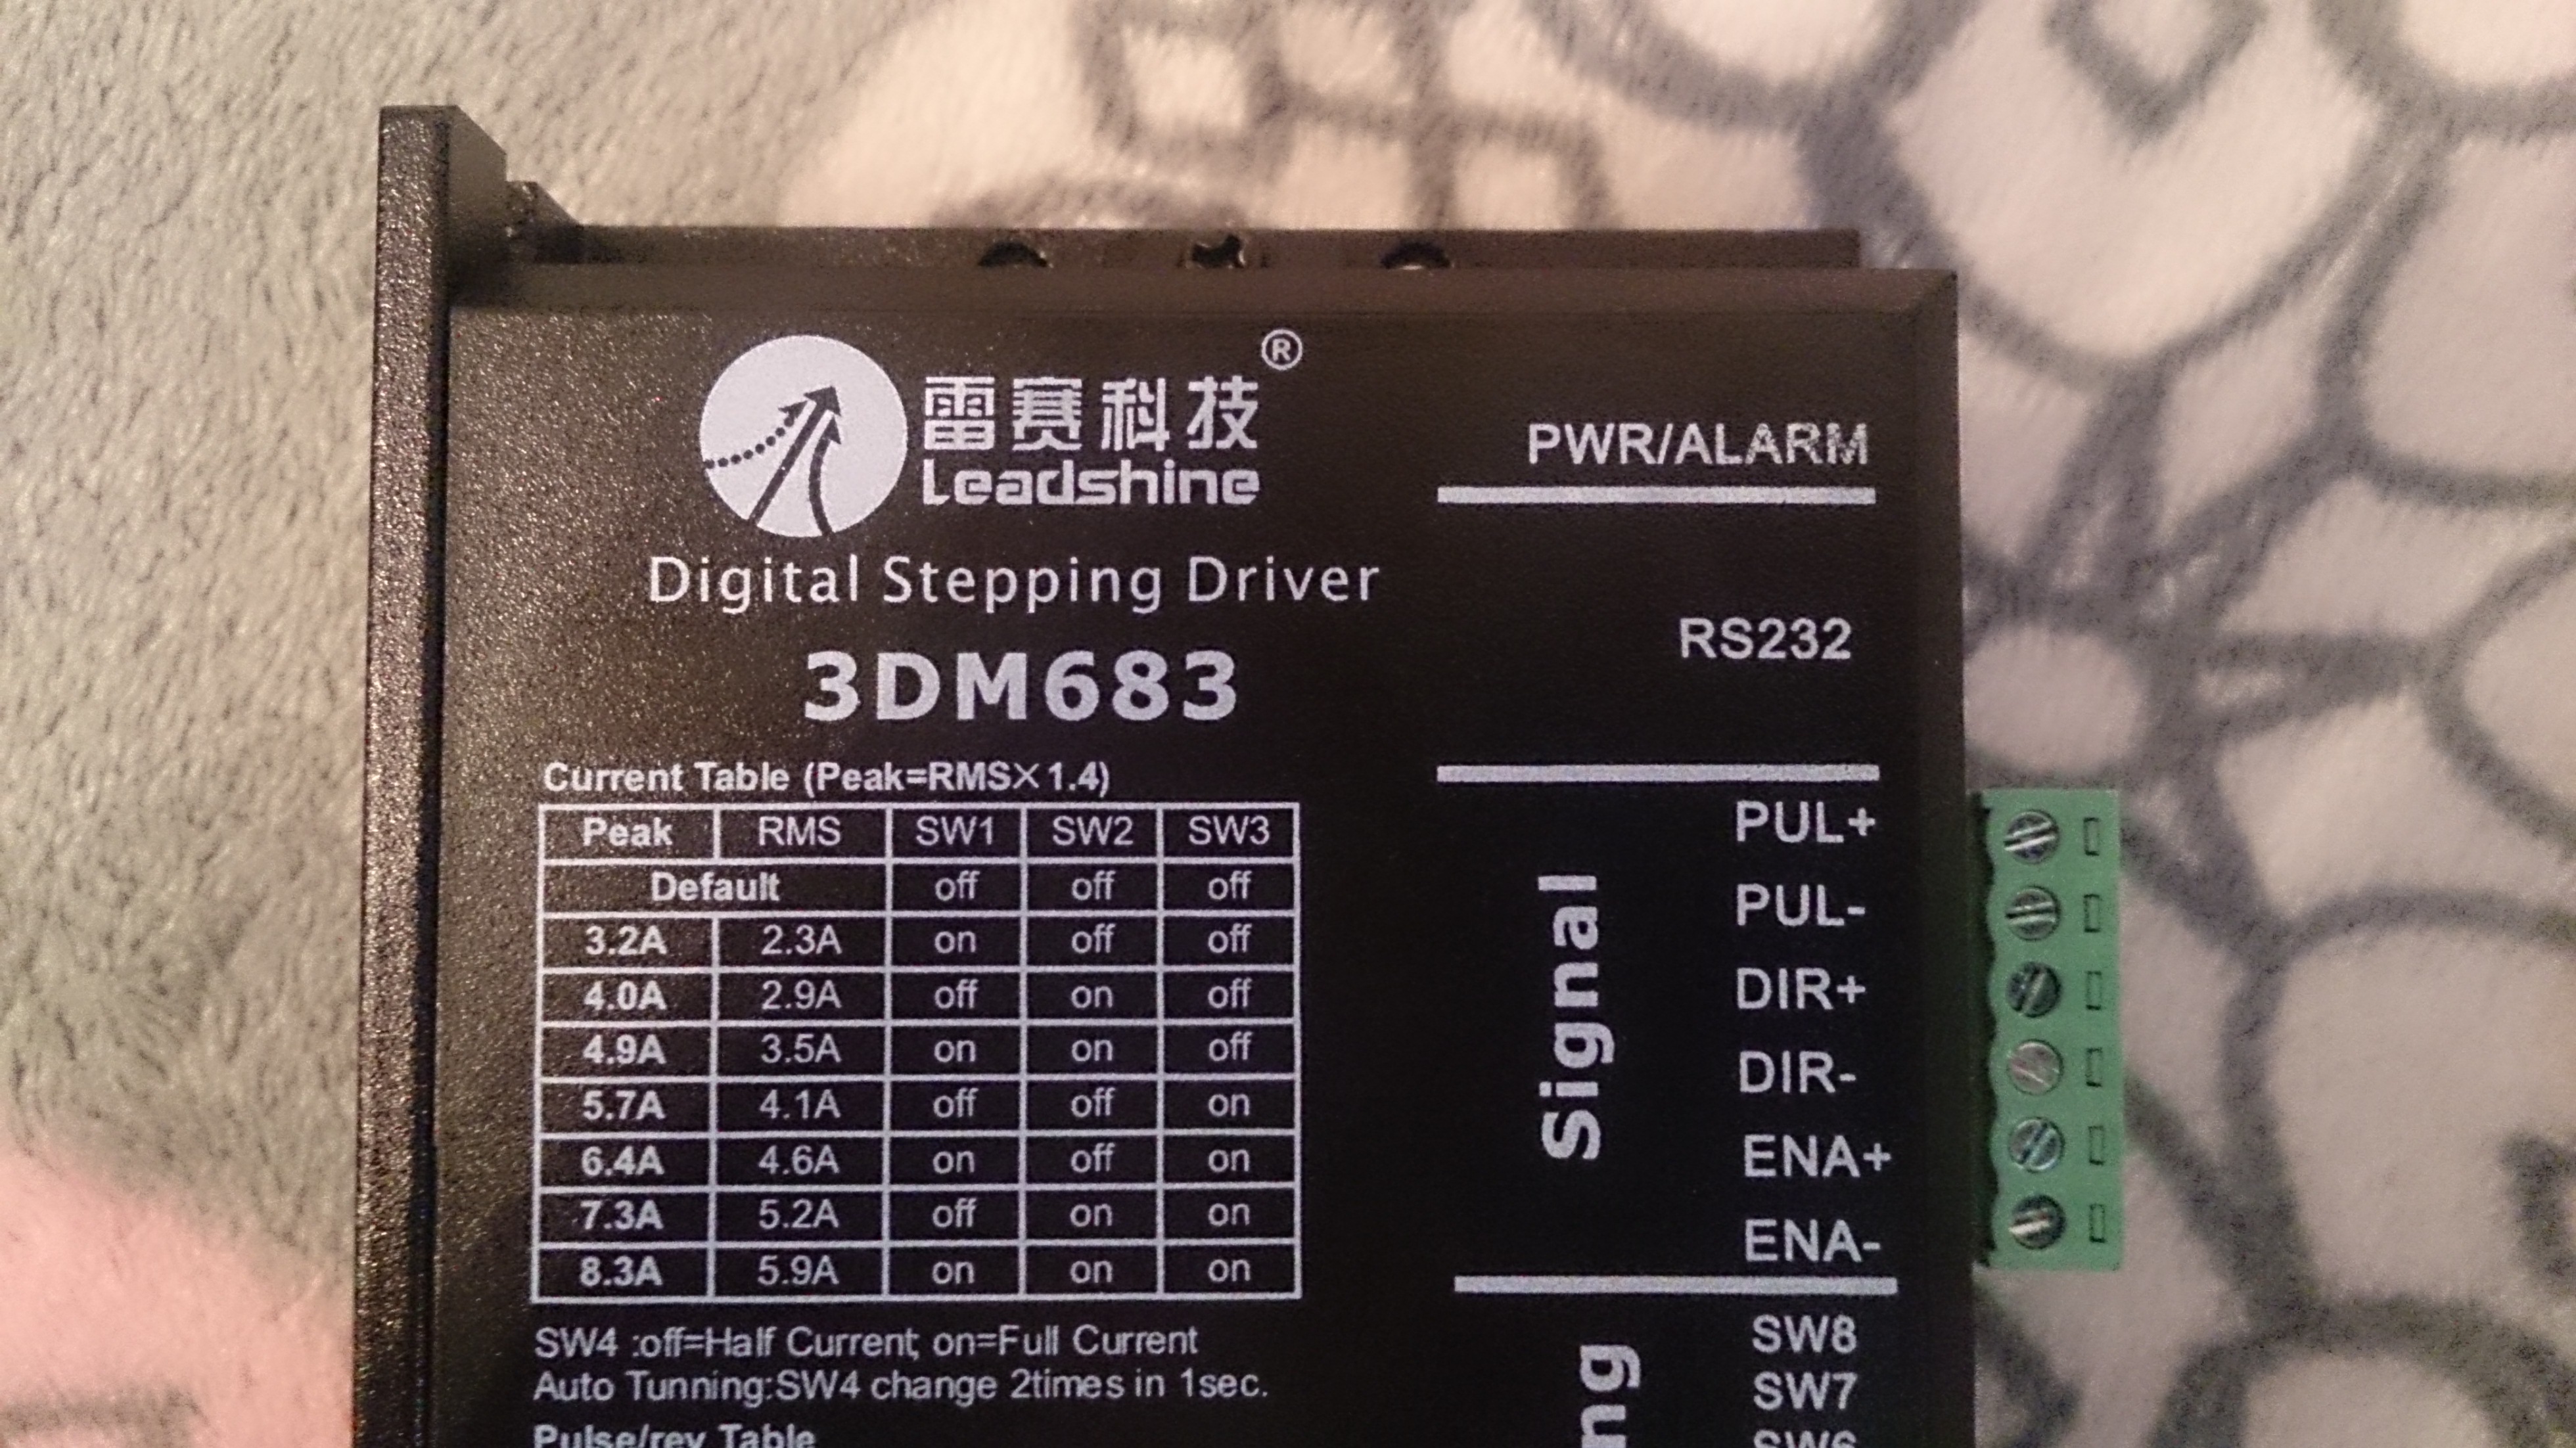 雷赛科技®
Leadshine
Digital Stepping Driver
3DM683
Current Table (Peak=RMS×1.4)
Peak RMS SW1 SW2 SW3
Default off off off
3.2A 2.3A on off off
4.0A 2.9A off on off
4.9A 3.5A on on off
5.7A 4.1A off off on
6.4A 4.6A on off on
7.3A 5.2A off on on
8.3A 5.9A on on on
SW4 :off=Half Current, on=Full Current
Auto Tunning:SW4 change 2times in 1sec.
Pulse/rev Table
PWR/ALARM
RS232
Signal
PUL+
PUL-
DIR+
DIR-
ENA+
ENA-
SW8
SW7
SW6